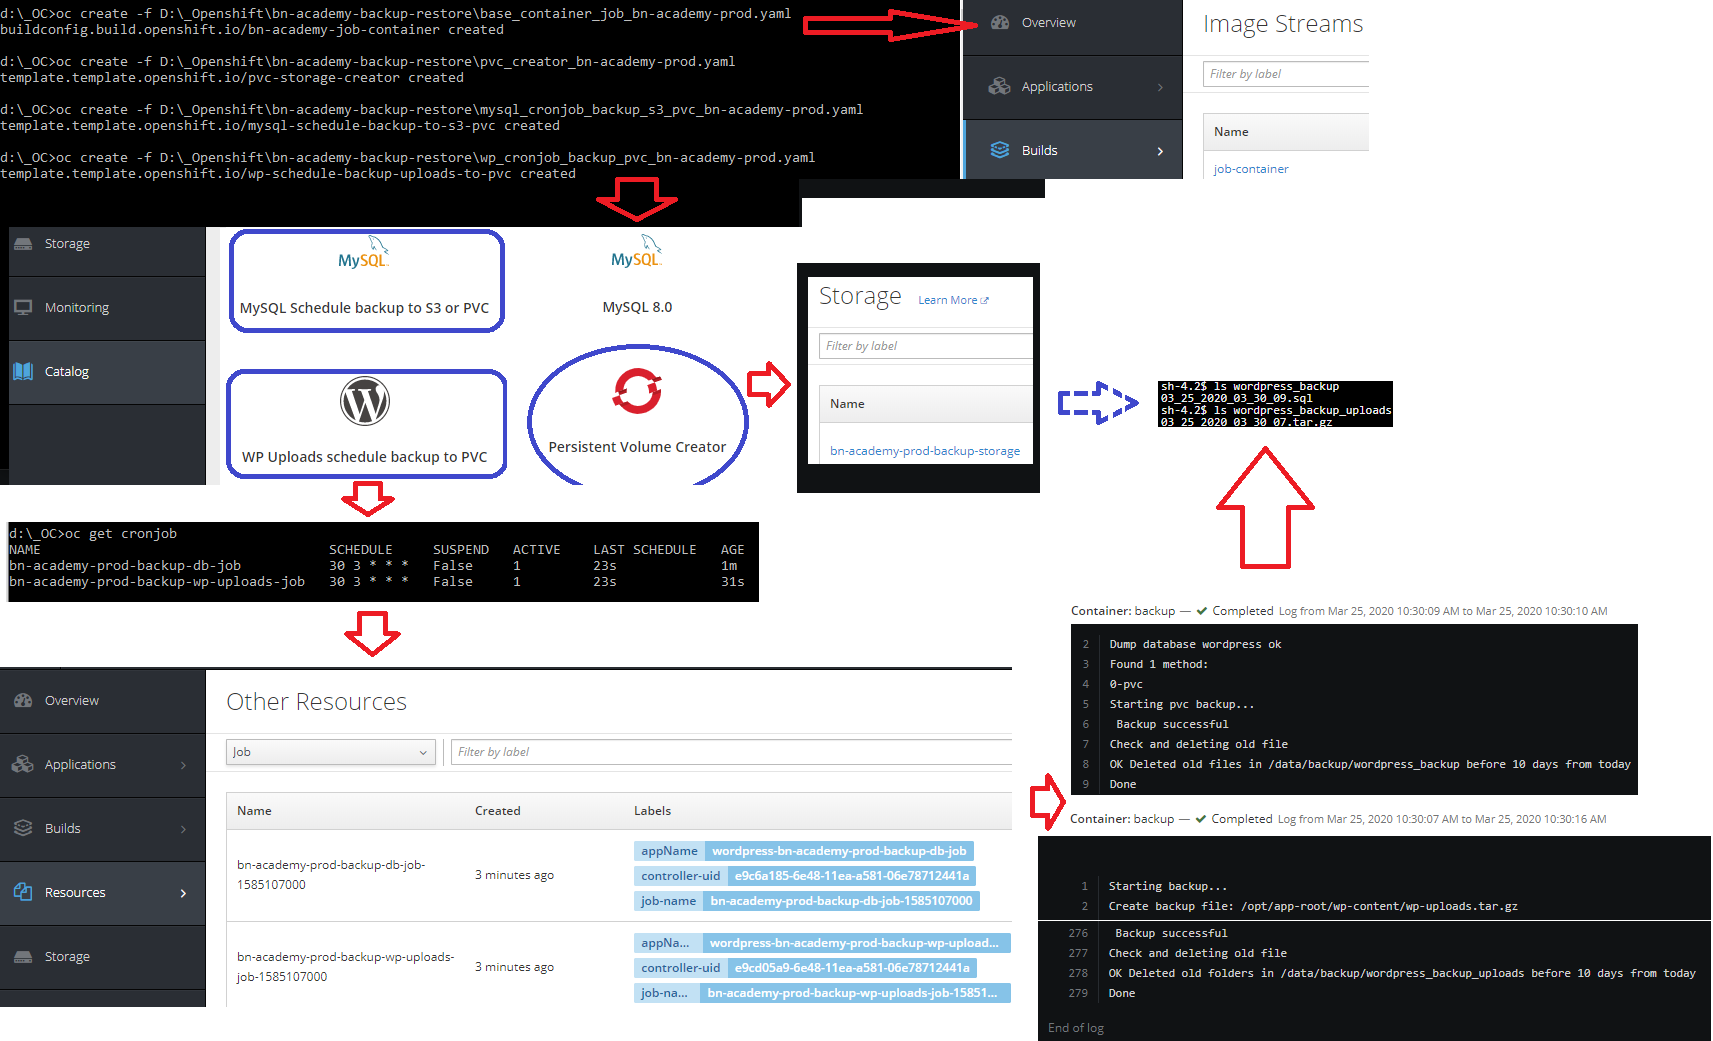 d:\_OC>oc create -f D:\_Openshift\bn-academy-backup-restore\base_container_job_bn-academy-prod.yaml
buildconfig.build.openshift.io/bn-academy-job-container created
d:\_OC>oc create -f D:\_Openshift\bn-academy-backup-restore\pvc_creator_bn-academy-prod.yaml
template.template.openshift.io/pvc-storage-creator created
d:\_OC>oc create -f D:\_Openshift\bn-academy-backup-restore\mysql_cronjob_backup_s3_pvc_bn-academy-prod.yaml
template.template.openshift.io/mysql-schedule-backup-to-s3-pvc created
d:\_OC>oc create -f D:\_Openshift\bn-academy-backup-restore\wp_cronjob_backup_pvc_bn-academy-prod.yaml
template.template.openshift.io/wp-schedule-backup-uploads-to-pvc created
Overview
Applications
Builds
Image Streams
Filter by label
Name
job-container
Storage
Monitoring
Catalog
MySQL
MySQL Schedule backup to S3 or PVC
MySQL
MySQL 8.0
WP Uploads schedule backup to PVC
Persistent Volume Creator
Storage Learn More
Filter by label
Name
bn-academy-prod-backup-storage
sh-4.2$ ls wordpress_backup
03_25_2020_03_30_09.sql
sh-4.2$ ls wordpress_backup_uploads
03_25_2020_03_30_07.tar.gz
d:\_OC>oc get cronjob
NAME SCHEDULE SUSPEND ACTIVE LAST SCHEDULE AGE
bn-academy-prod-backup-db-job 30 3 * * * False 1 23s 1m
bn-academy-prod-backup-wp-uploads-job 30 3 * * * False 1 23s 31s
Overview
Applications
Builds
Resources
Storage
Other Resources
Job
Filter by label
Name Created Labels
bn-academy-prod-backup-db-job-
1585107000
3 minutes ago
appName wordpress-bn-academy-prod-backup-db-job
controller-uid e9c6a185-6e48-11ea-a581-06e78712441a
job-name bn-academy-prod-backup-db-job-1585107000
bn-academy-prod-backup-wp-uploads-
job-1585107000
3 minutes ago
appNa... wordpress-bn-academy-prod-backup-wp-upload...
controller-uid e9cd05a9-6e48-11ea-a581-06e78712441a
job-na... bn-academy-prod-backup-wp-uploads-job-15851...
Container: backup — Completed Log from Mar 25, 2020 10:30:09 AM to Mar 25, 2020 10:30:10 AM
2 Dump database wordpress ok
3 Found 1 method:
4 0-pvc
5 Starting pvc backup...
6 Backup successful
7 Check and deleting old file
8 OK Deleted old files in /data/backup/wordpress_backup before 10 days from today
9 Done
Container: backup — Completed Log from Mar 25, 2020 10:30:07 AM to Mar 25, 2020 10:30:16 AM
1 Starting backup...
2 Create backup file: /opt/app-root/wp-content/wp-uploads.tar.gz
276 Backup successful
277 Check and deleting old file
278 OK Deleted old folders in /data/backup/wordpress_backup_uploads before 10 days from today
279 Done
End of log